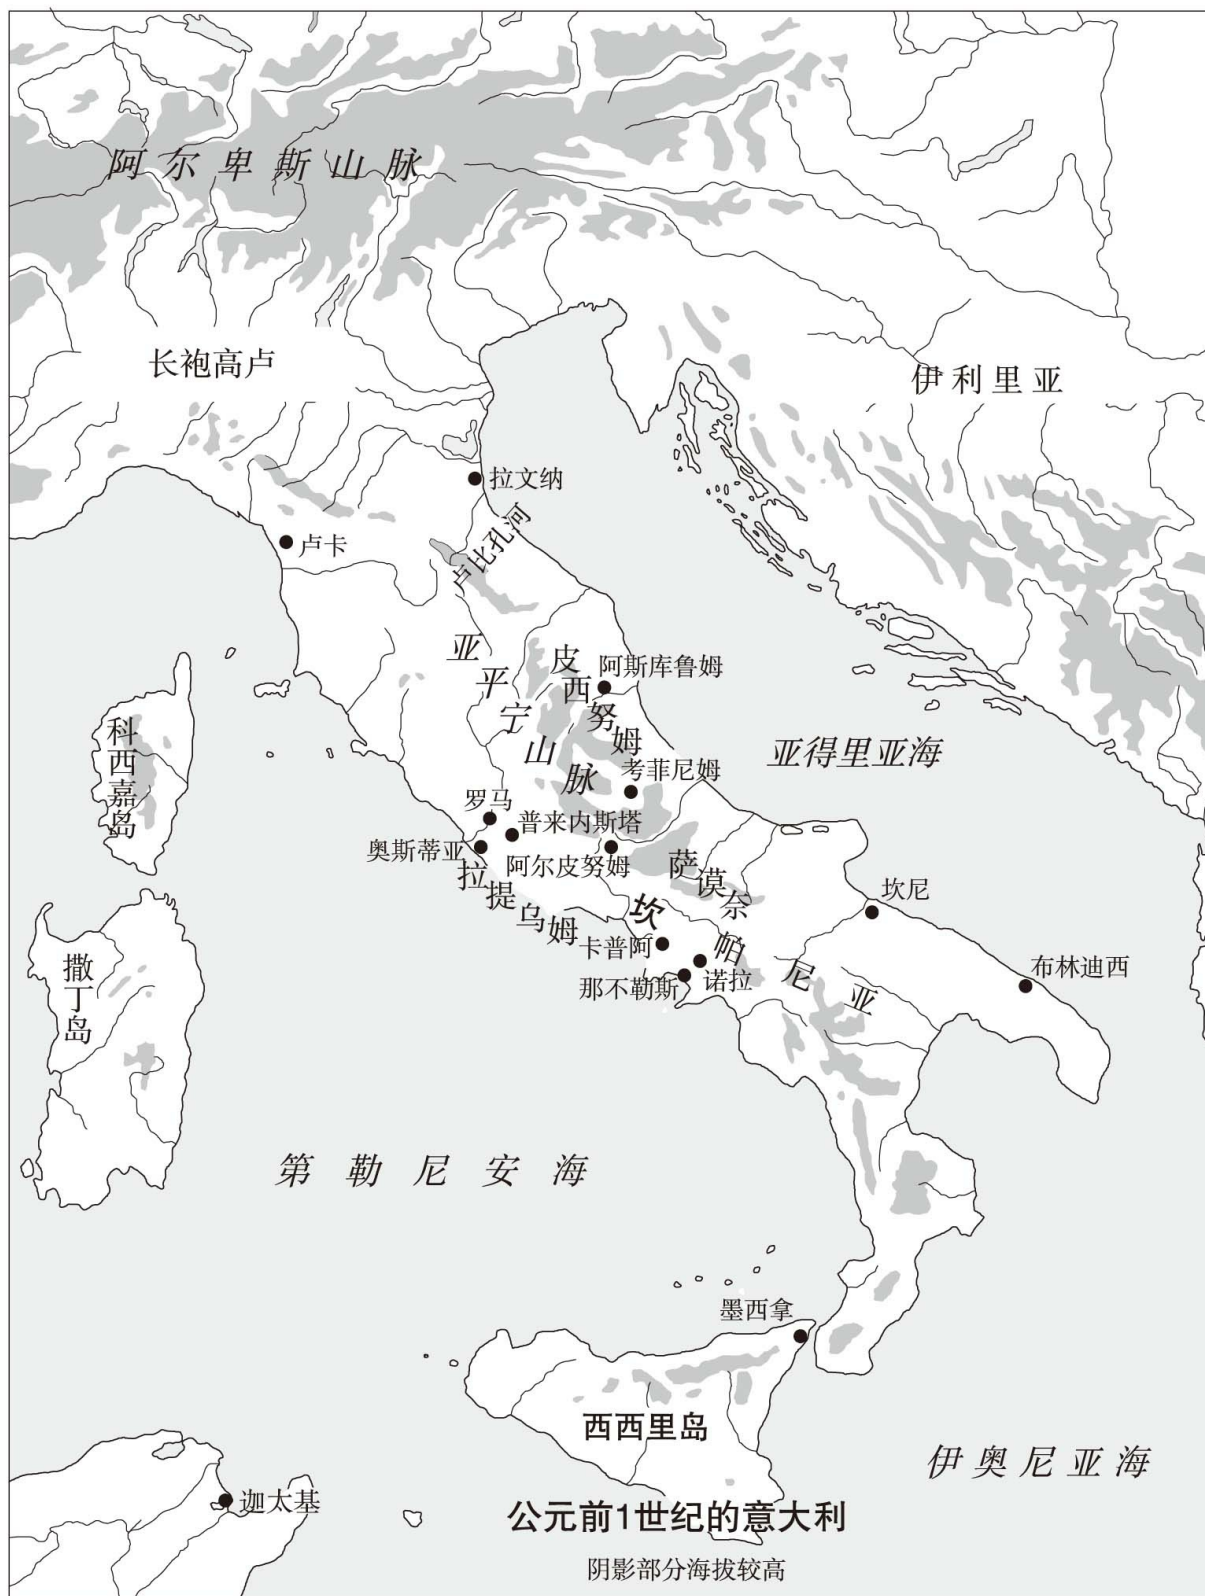 阿尔卑斯山脉
长袍高卢
伊利里亚
拉文纳
卢比孔河
卢卡
亚平宁山脉
皮西努姆
阿斯库鲁姆
科西嘉岛
亚得里亚海
考菲尼姆
罗马
普来内斯塔
奥斯蒂亚
阿尔皮努姆
拉提乌姆
萨谟奈
坎帕尼亚
坎尼
卡普阿
诺拉
那不勒斯
布林迪西
撒丁岛
第勒尼安海
墨西拿
西西里岛
伊奥尼亚海
迦太基
公元前1世纪的意大利
阴影部分海拔较高